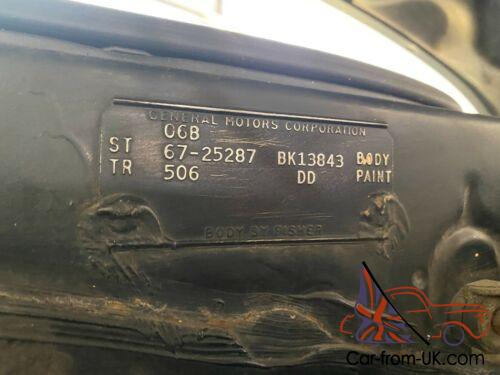 GENERAL MOTORS CORPORATION
06B
ST 67-25287 BK13843 BODY
TR 506 DD PAINT
BODY BY FISHER
Car-from-UK.com